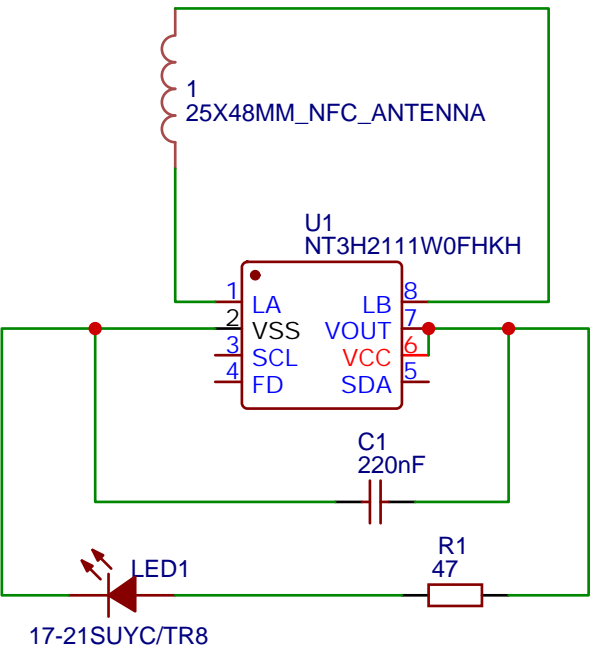 1
25X48MM_NFC_ANTENNA
U1
NT3H2111W0FHKH
1 LA LB 8
2 VSS VOUT 7
3 SCL VCC 6
4 FD SDA 5
C1
220nF
R1
47
LED1
17-21SUYC/TR8